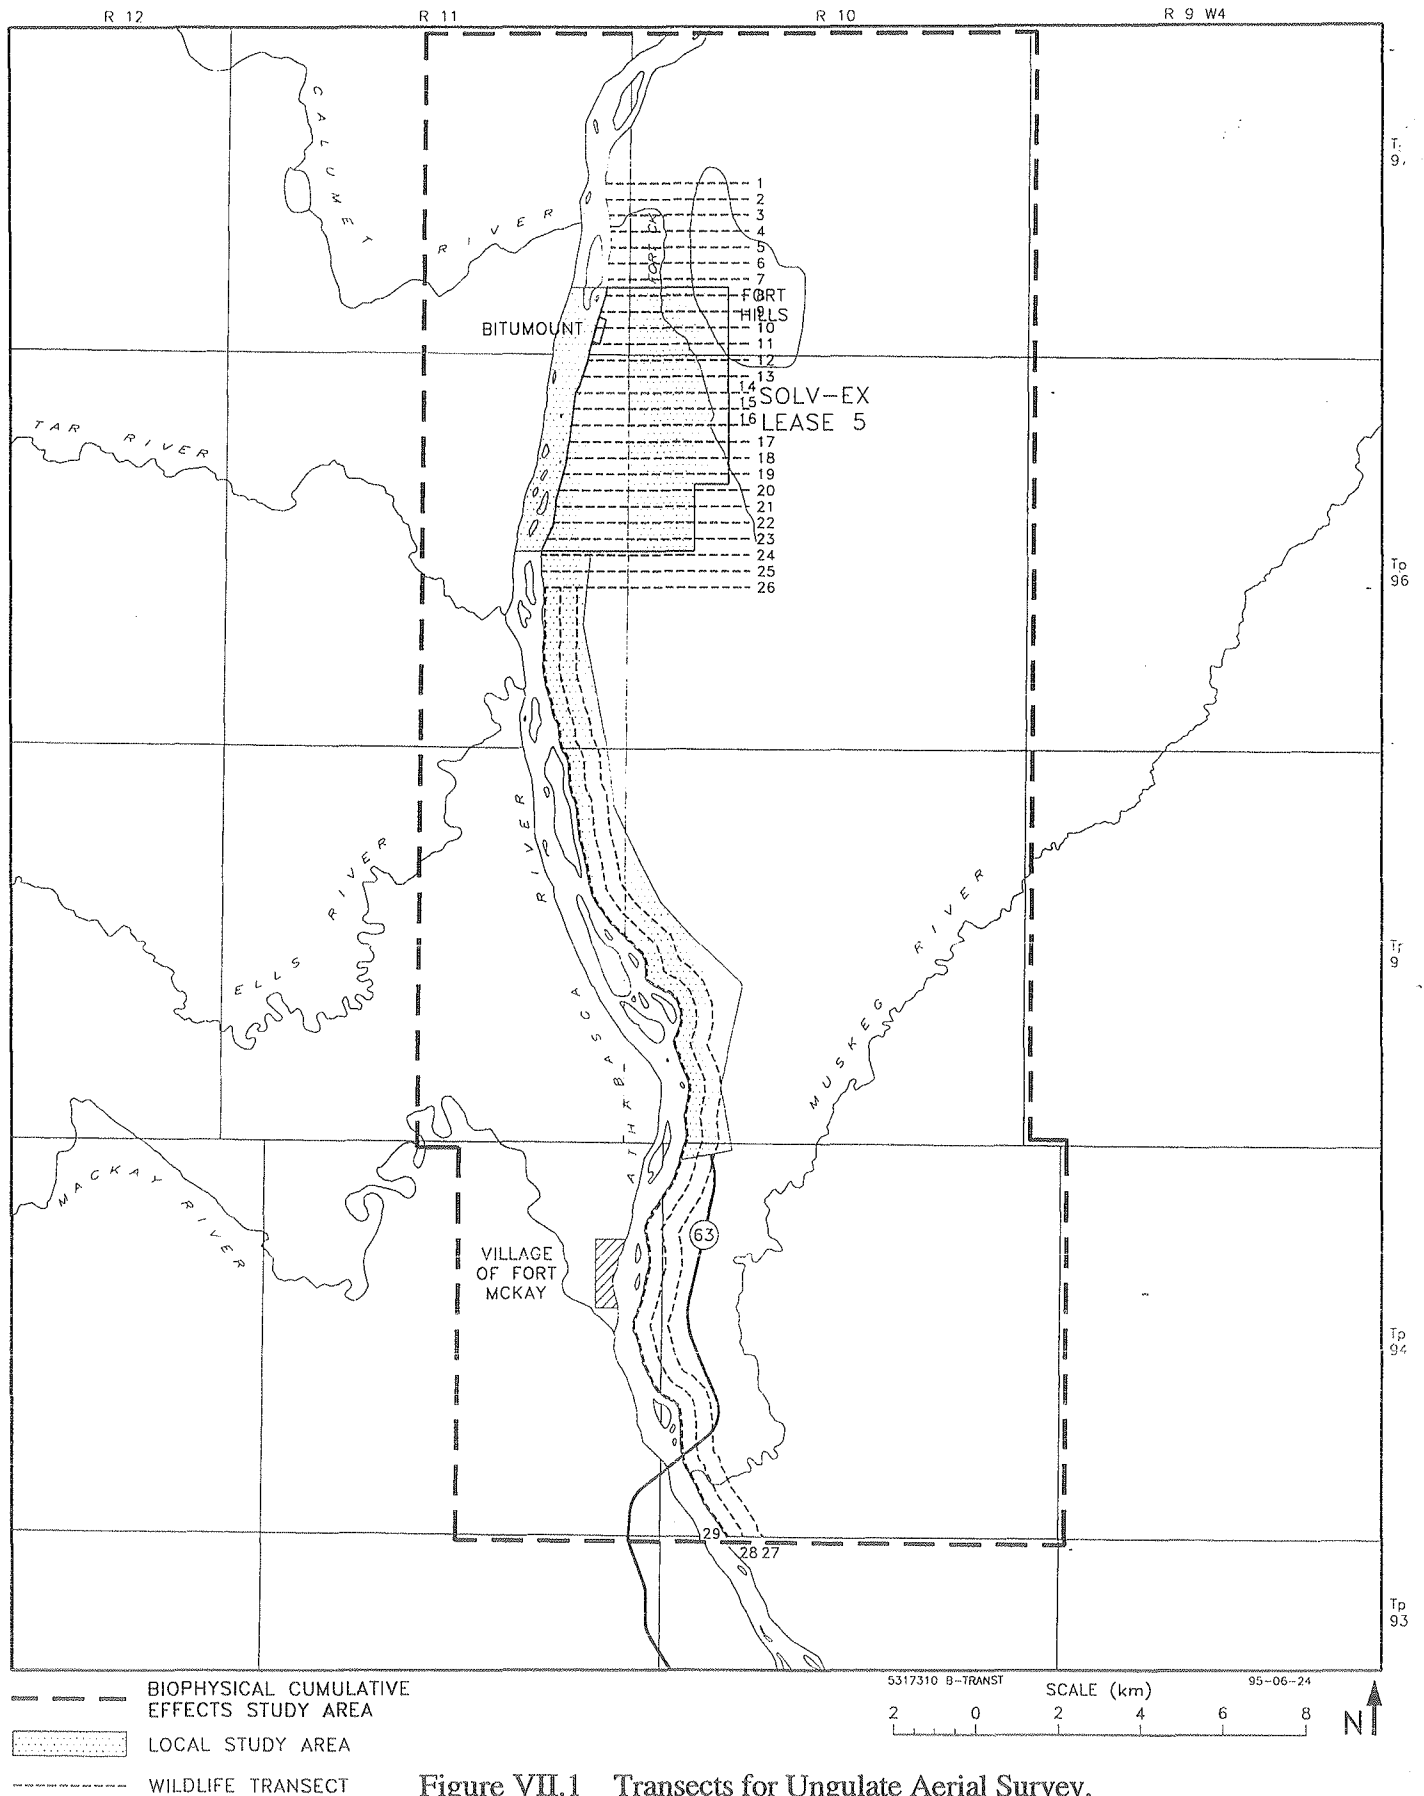 R 12
R 11
R 10
R 9 W4
CALUMET RIVER
FORT CK
1
2
3
4
5
6
7
8
FORT
9
HILLS
10
BITUMOUNT
11
12
13
14
SOLV-EX
15
16
LEASE 5
17
18
19
20
21
22
23
24
25
26
TAR RIVER
Tp
96
ELLS RIVER
ATHABASCA RIVER
MUSKEG RIVER
MACKAY RIVER
63
VILLAGE
OF FORT
MCKAY
Tp
94
29
28 27
Tp
93
BIOPHYSICAL CUMULATIVE
EFFECTS STUDY AREA
LOCAL STUDY AREA
WILDLIFE TRANSECT
5317310 B-TRANST
95-06-24
SCALE (km)
2 0 2 4 6 8
N
Figure VII.1 Transects for Ungulate Aerial Survey.